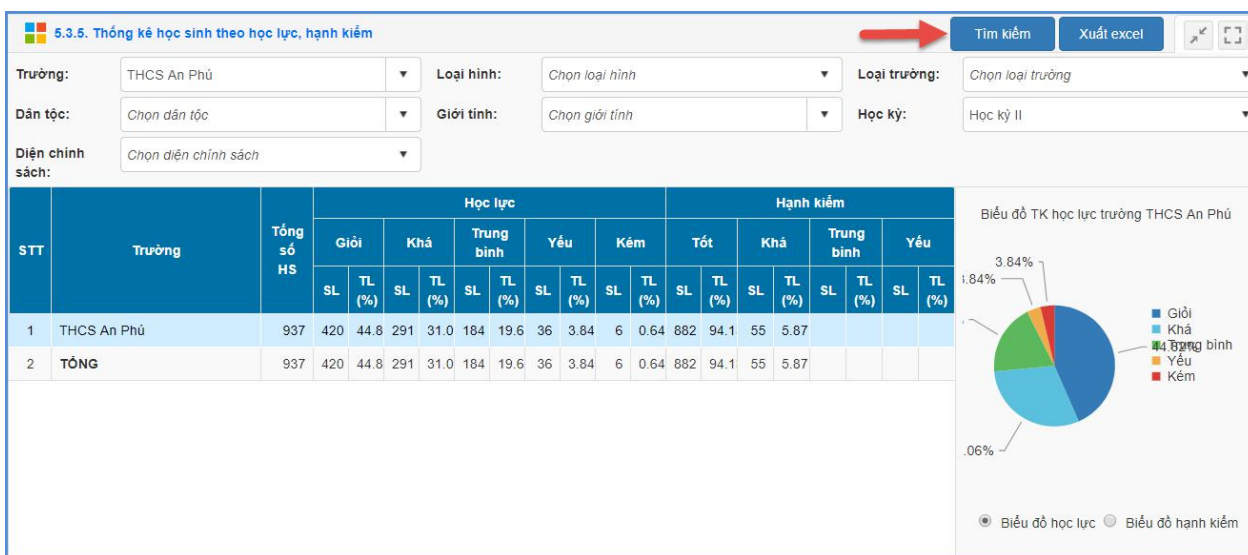 5.3.5. Thống kê học sinh theo học lực, hạnh kiểm
Tìm kiếm
Xuất excel
Trường: THCS An Phú Loại hình: Chọn loại hình Loại trường: Chọn loại trường
Dân tộc: Chọn dân tộc Giới tính: Chọn giới tính Học kỳ: Học kỳ II
Diện chính sách: Chọn diện chính sách
STT Trường Tổng số HS Học lực Hạnh kiểm
Giỏi Khá Trung bình Yếu Kém Tốt Khá Trung bình Yếu
SL TL (%) SL TL (%) SL TL (%) SL TL (%) SL TL (%) SL TL (%) SL TL (%) SL TL (%) SL TL (%)
1 THCS An Phú 937 420 44.8 291 31.0 184 19.6 36 3.84 6 0.64 882 94.1 55 5.87
2 TỔNG 937 420 44.8 291 31.0 184 19.6 36 3.84 6 0.64 882 94.1 55 5.87
Biểu đồ TK học lực trường THCS An Phú
3.84%
.84%
Giỏi
Khá
44.82% Trung bình
Yếu
Kém
.06%
Biểu đồ học lực Biểu đồ hạnh kiểm